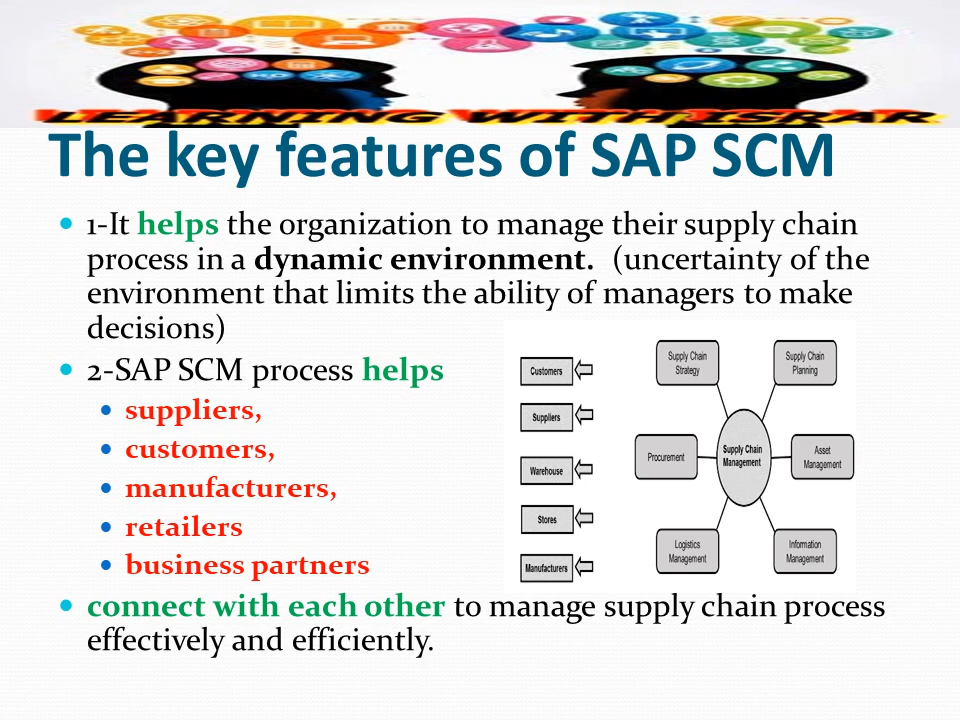 LEARNING WITH ISRAR
The key features of SAP SCM
1-It helps the organization to manage their supply chain
process in a dynamic environment. (uncertainty of the
environment that limits the ability of managers to make
decisions)
2-SAP SCM process helps
suppliers,
customers,
manufacturers,
retailers
business partners
connect with each other to manage supply chain process
effectively and efficiently.
Customers
Suppliers
Warehouse
Stores
Manufacturers
Supply Chain
Strategy
Supply Chain
Planning
Procurement
Supply Chain
Management
Asset
Management
Logistics
Management
Information
Management